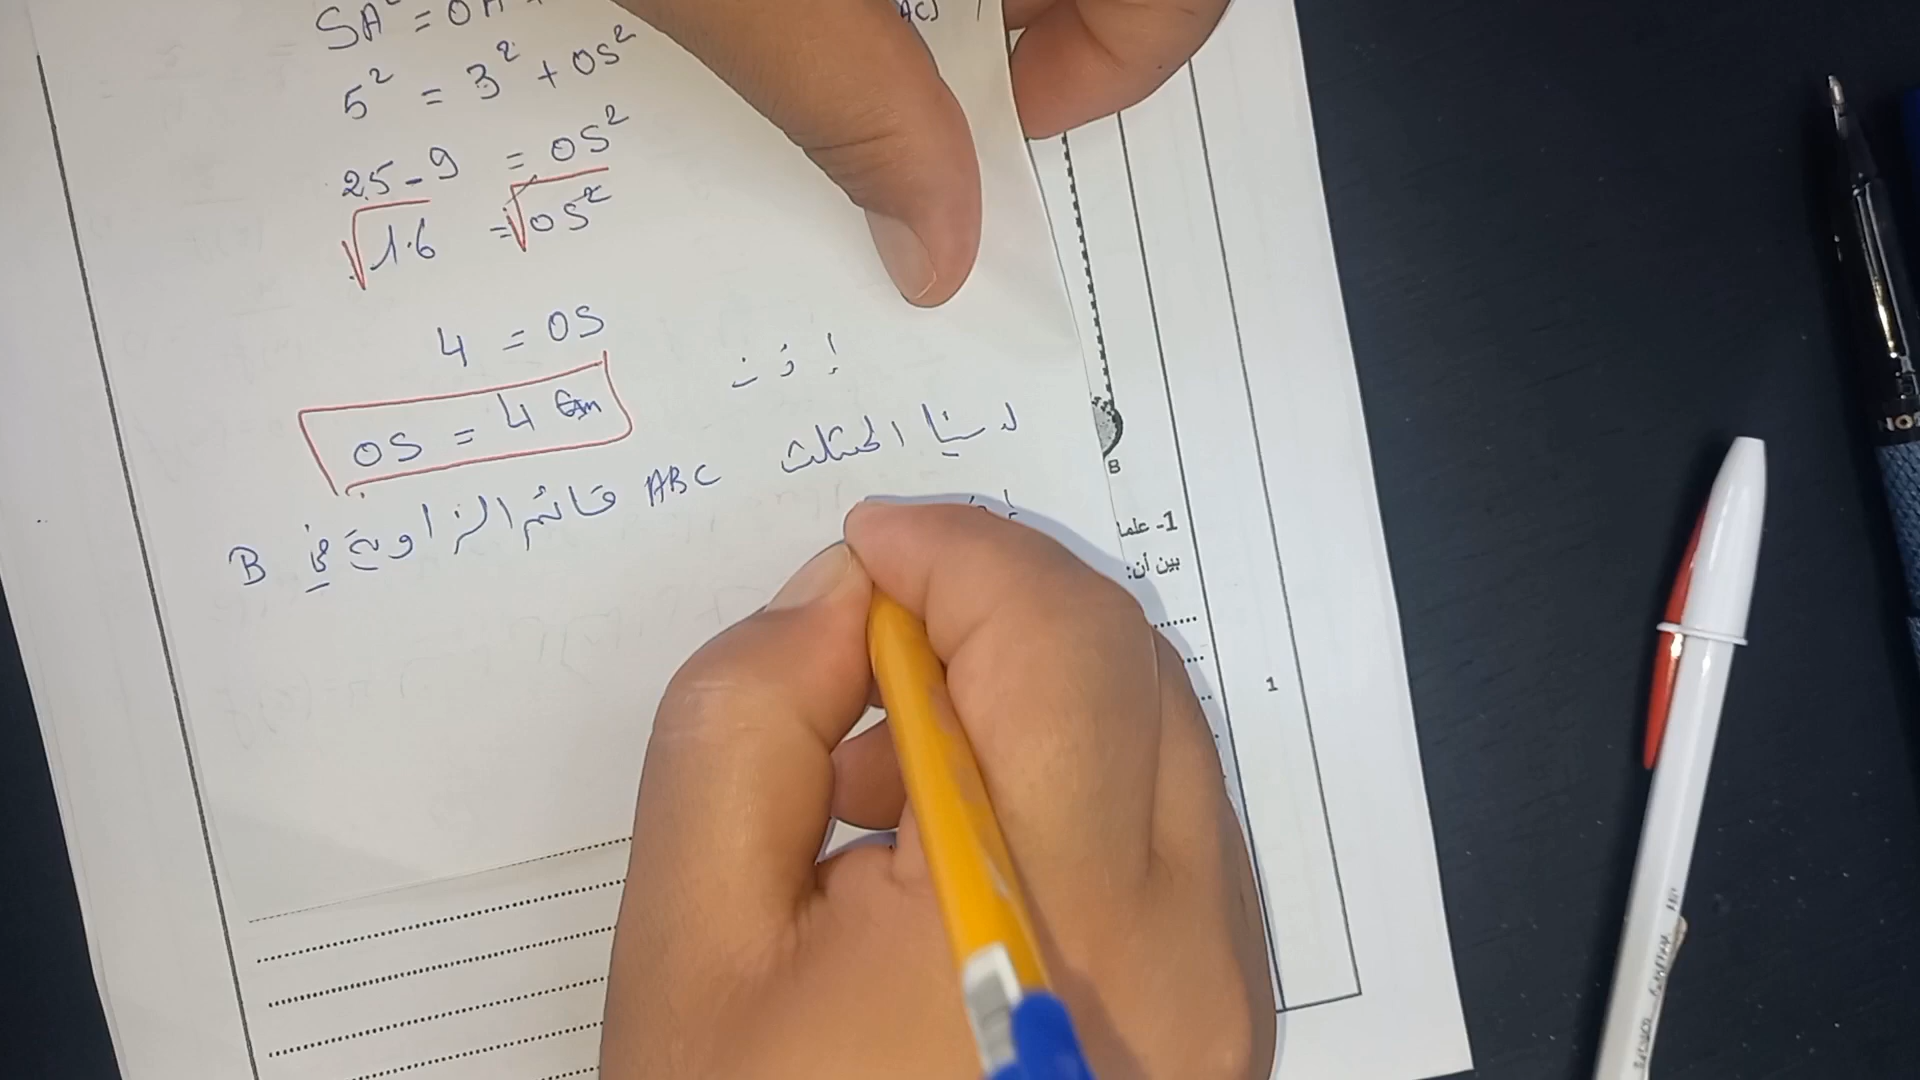 5² = 3² + OS²
25 - 9 = OS²
√16 = √OS²
4 = OS
إذن
OS = 4 cm
لدينا المثلث ABC قائم الزاوية في B
B
1- علما
بين أن:
1